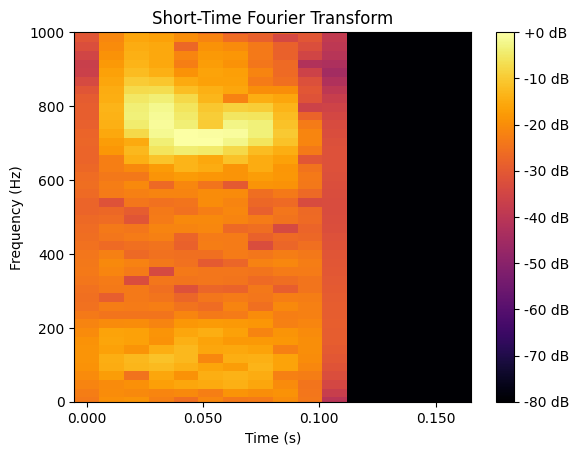 Short-Time Fourier Transform
1000
800
600
400
200
0
Frequency (Hz)
0.000
0.050
0.100
0.150
Time (s)
+0 dB
-10 dB
-20 dB
-30 dB
-40 dB
-50 dB
-60 dB
-70 dB
-80 dB